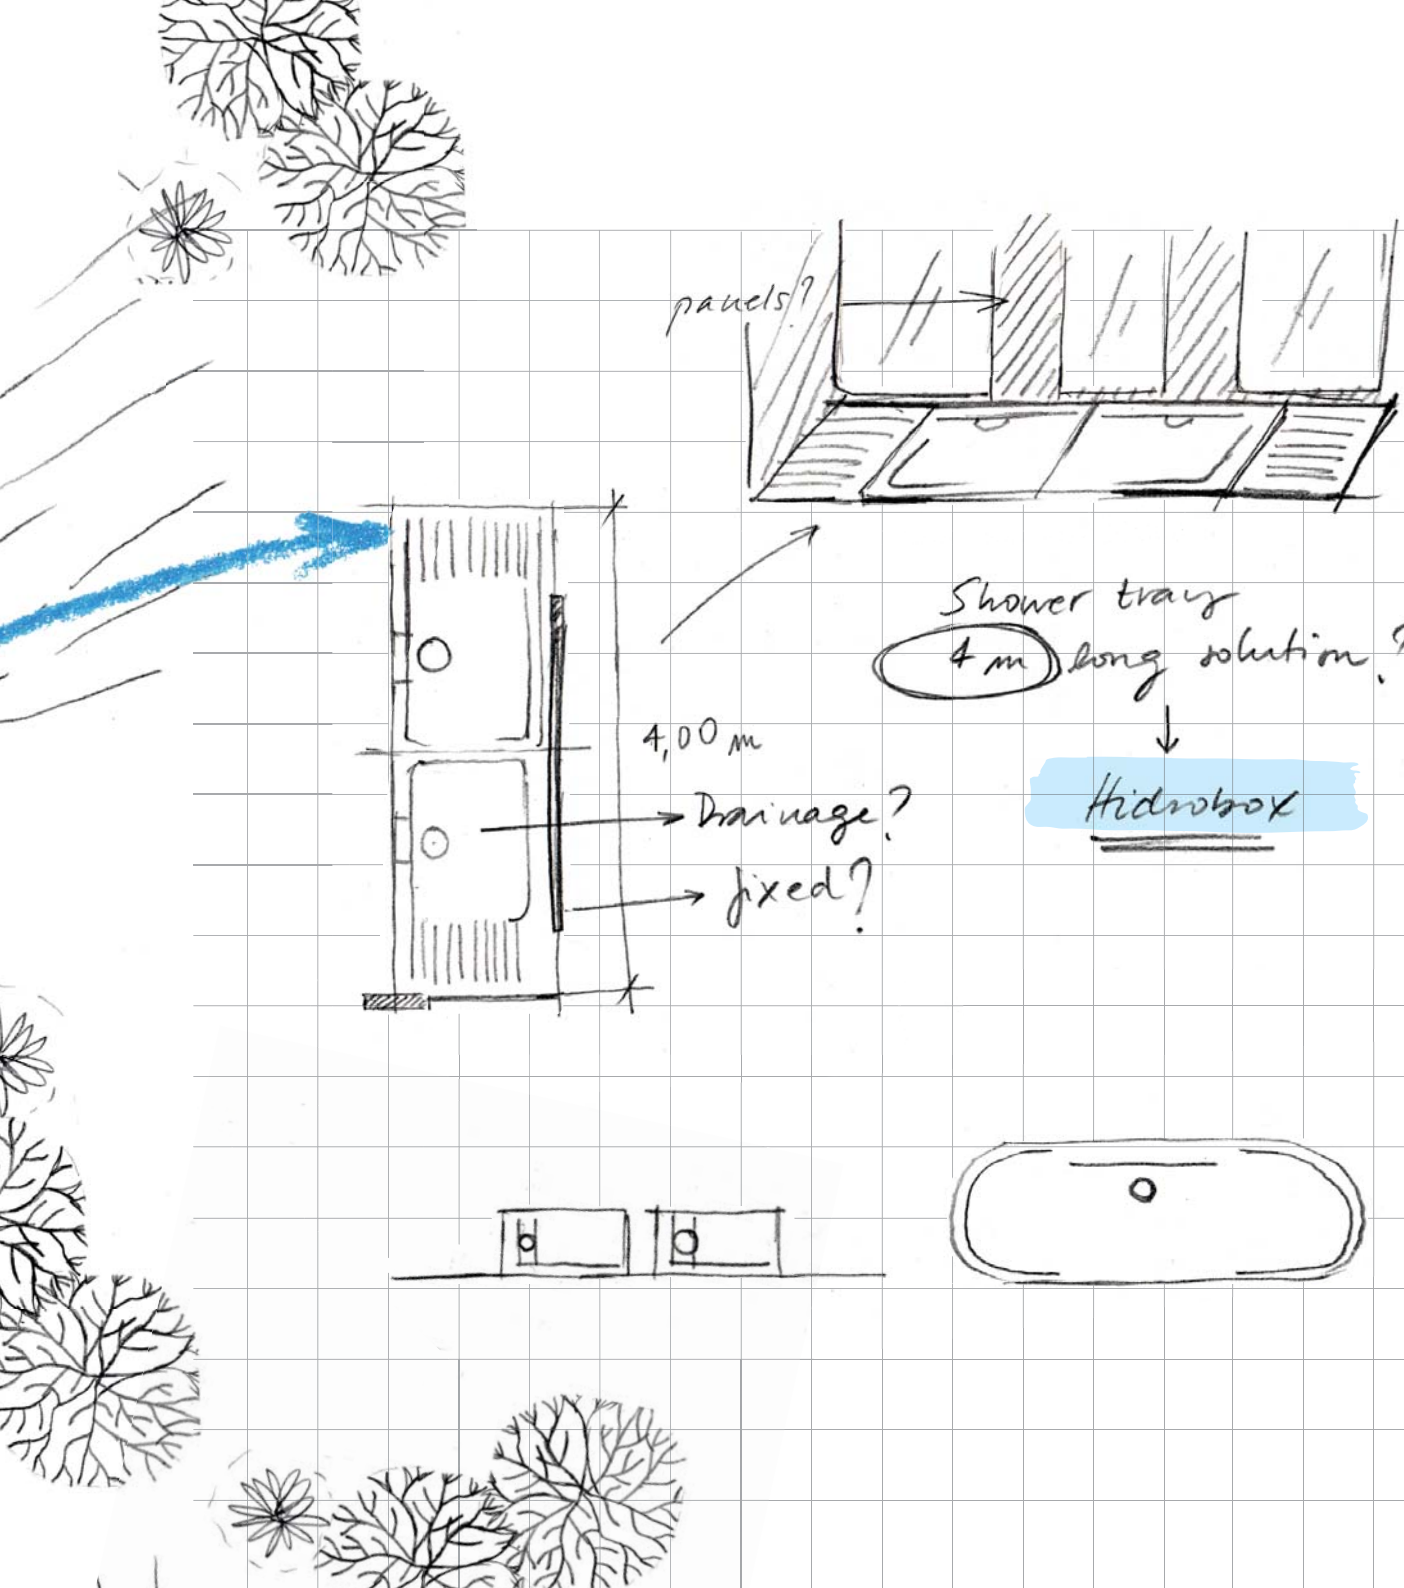 panels?
Shower tray
4 m long solution?
Hidrobox
4,00 m
Drainage?
fixed?